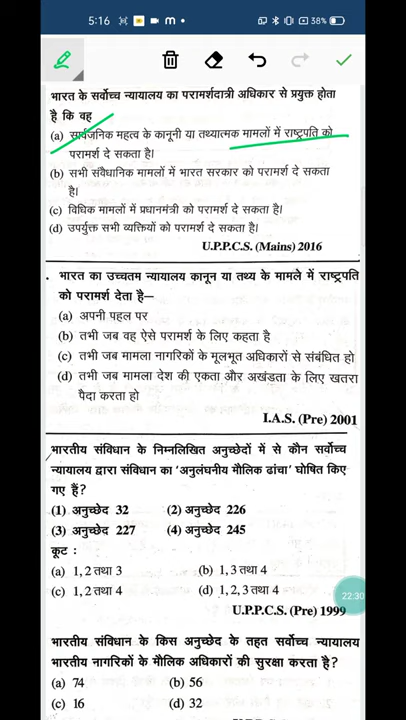 5:16
38%
भारत के सर्वोच्च न्यायालय का परामर्शदात्री अधिकार से प्रयुक्त होता
है कि वह
(a) सार्वजनिक महत्व के कानूनी या तथ्यात्मक मामलों में राष्ट्रपति को
परामर्श दे सकता है।
(b) सभी संवैधानिक मामलों में भारत सरकार को परामर्श दे सकता
है।
(c) विधिक मामलों में प्रधानमंत्री को परामर्श दे सकता है।
(d) उपर्युक्त सभी व्यक्तियों को परामर्श दे सकता है।
U.P.P.C.S. (Mains) 2016
भारत का उच्चतम न्यायालय कानून या तथ्य के मामले में राष्ट्रपति
को परामर्श देता है—
(a) अपनी पहल पर
(b) तभी जब वह ऐसे परामर्श के लिए कहता है
(c) तभी जब मामला नागरिकों के मूलभूत अधिकारों से संबंधित हो
(d) तभी जब मामला देश की एकता और अखंडता के लिए खतरा
पैदा करता हो
I.A.S. (Pre) 2001
भारतीय संविधान के निम्नलिखित अनुच्छेदों में से कौन सर्वोच्च
न्यायालय द्वारा संविधान का 'अनुलंघनीय मौलिक ढांचा' घोषित किए
गए हैं?
(1) अनुच्छेद 32 (2) अनुच्छेद 226
(3) अनुच्छेद 227 (4) अनुच्छेद 245
कूट :
(a) 1, 2 तथा 3 (b) 1, 3 तथा 4
(c) 1, 2 तथा 4 (d) 1, 2, 3 तथा 4
22:30
U.P.P.C.S. (Pre) 1999
भारतीय संविधान के किस अनुच्छेद के तहत सर्वोच्च न्यायालय
भारतीय नागरिकों के मौलिक अधिकारों की सुरक्षा करता है?
(a) 74 (b) 56
(c) 16 (d) 32